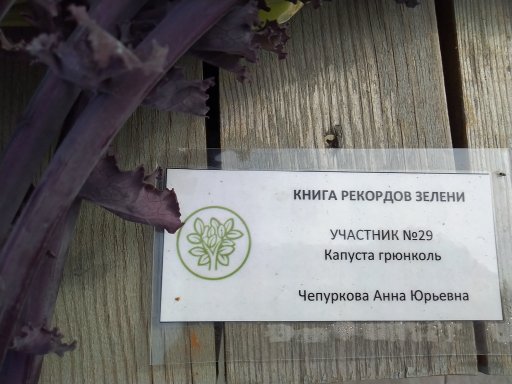 КНИГА РЕКОРДОВ ЗЕЛЕНИ
УЧАСТНИК №29
Капуста грюнколь
Чепуркова Анна Юрьевна